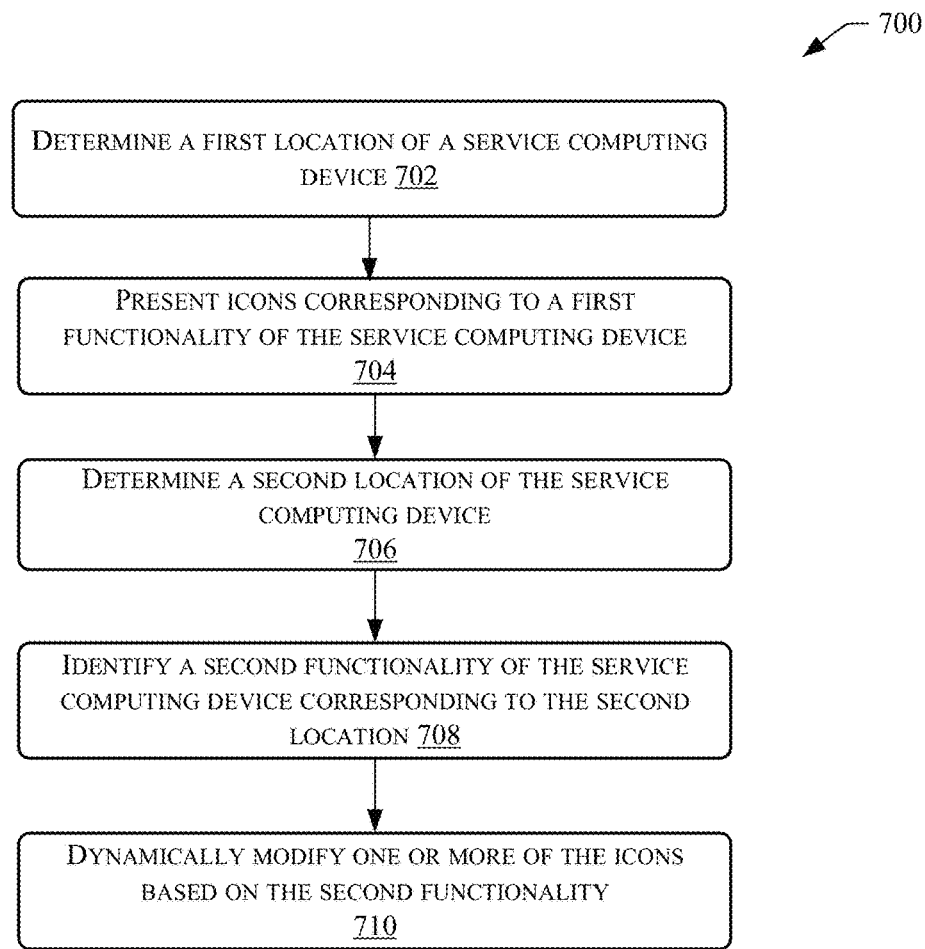 700
DETERMINE A FIRST LOCATION OF A SERVICE COMPUTING
DEVICE 702
PRESENT ICONS CORRESPONDING TO A FIRST
FUNCTIONALITY OF THE SERVICE COMPUTING DEVICE
704
DETERMINE A SECOND LOCATION OF THE SERVICE
COMPUTING DEVICE
706
IDENTIFY A SECOND FUNCTIONALITY OF THE SERVICE
COMPUTING DEVICE CORRESPONDING TO THE SECOND
LOCATION 708
DYNAMICALLY MODIFY ONE OR MORE OF THE ICONS
BASED ON THE SECOND FUNCTIONALITY
710